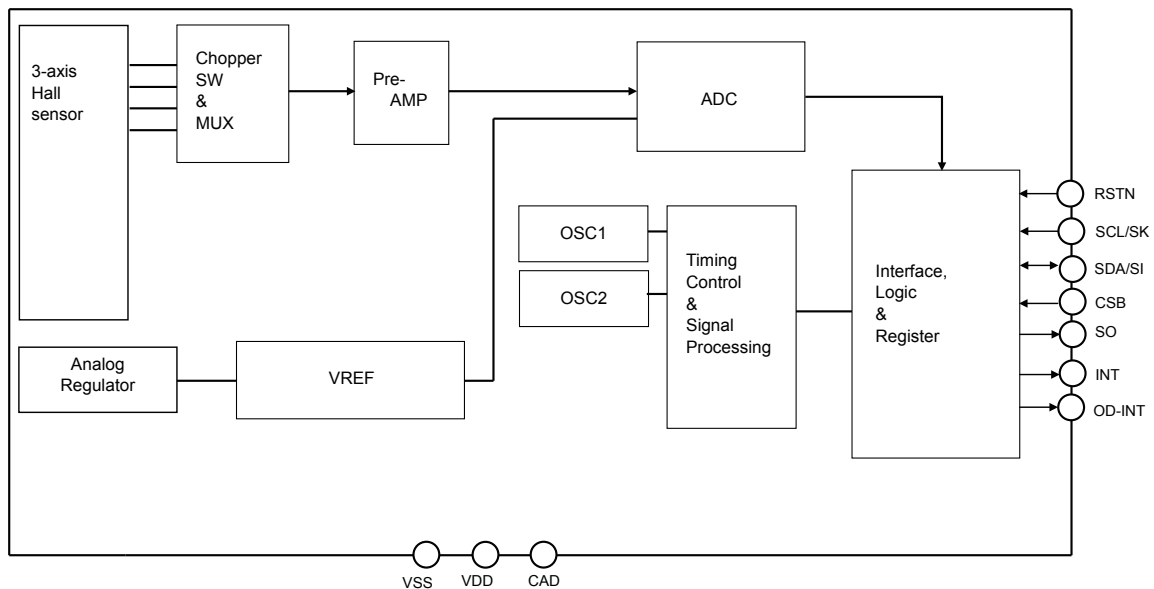 3-axis
Hall
sensor
Chopper
SW
&
MUX
Pre-
AMP
ADC
OSC1
OSC2
Timing
Control
&
Signal
Processing
Interface,
Logic
&
Register
RSTN
SCL/SK
SDA/SI
CSB
SO
INT
OD-INT
Analog
Regulator
VREF
VSS
VDD
CAD